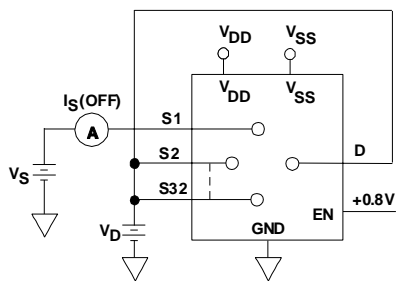 VDD
VSS
VDD
VSS
IS(OFF)
A
S1
S2
D
S32
VS
VD
GND
EN
+0.8V